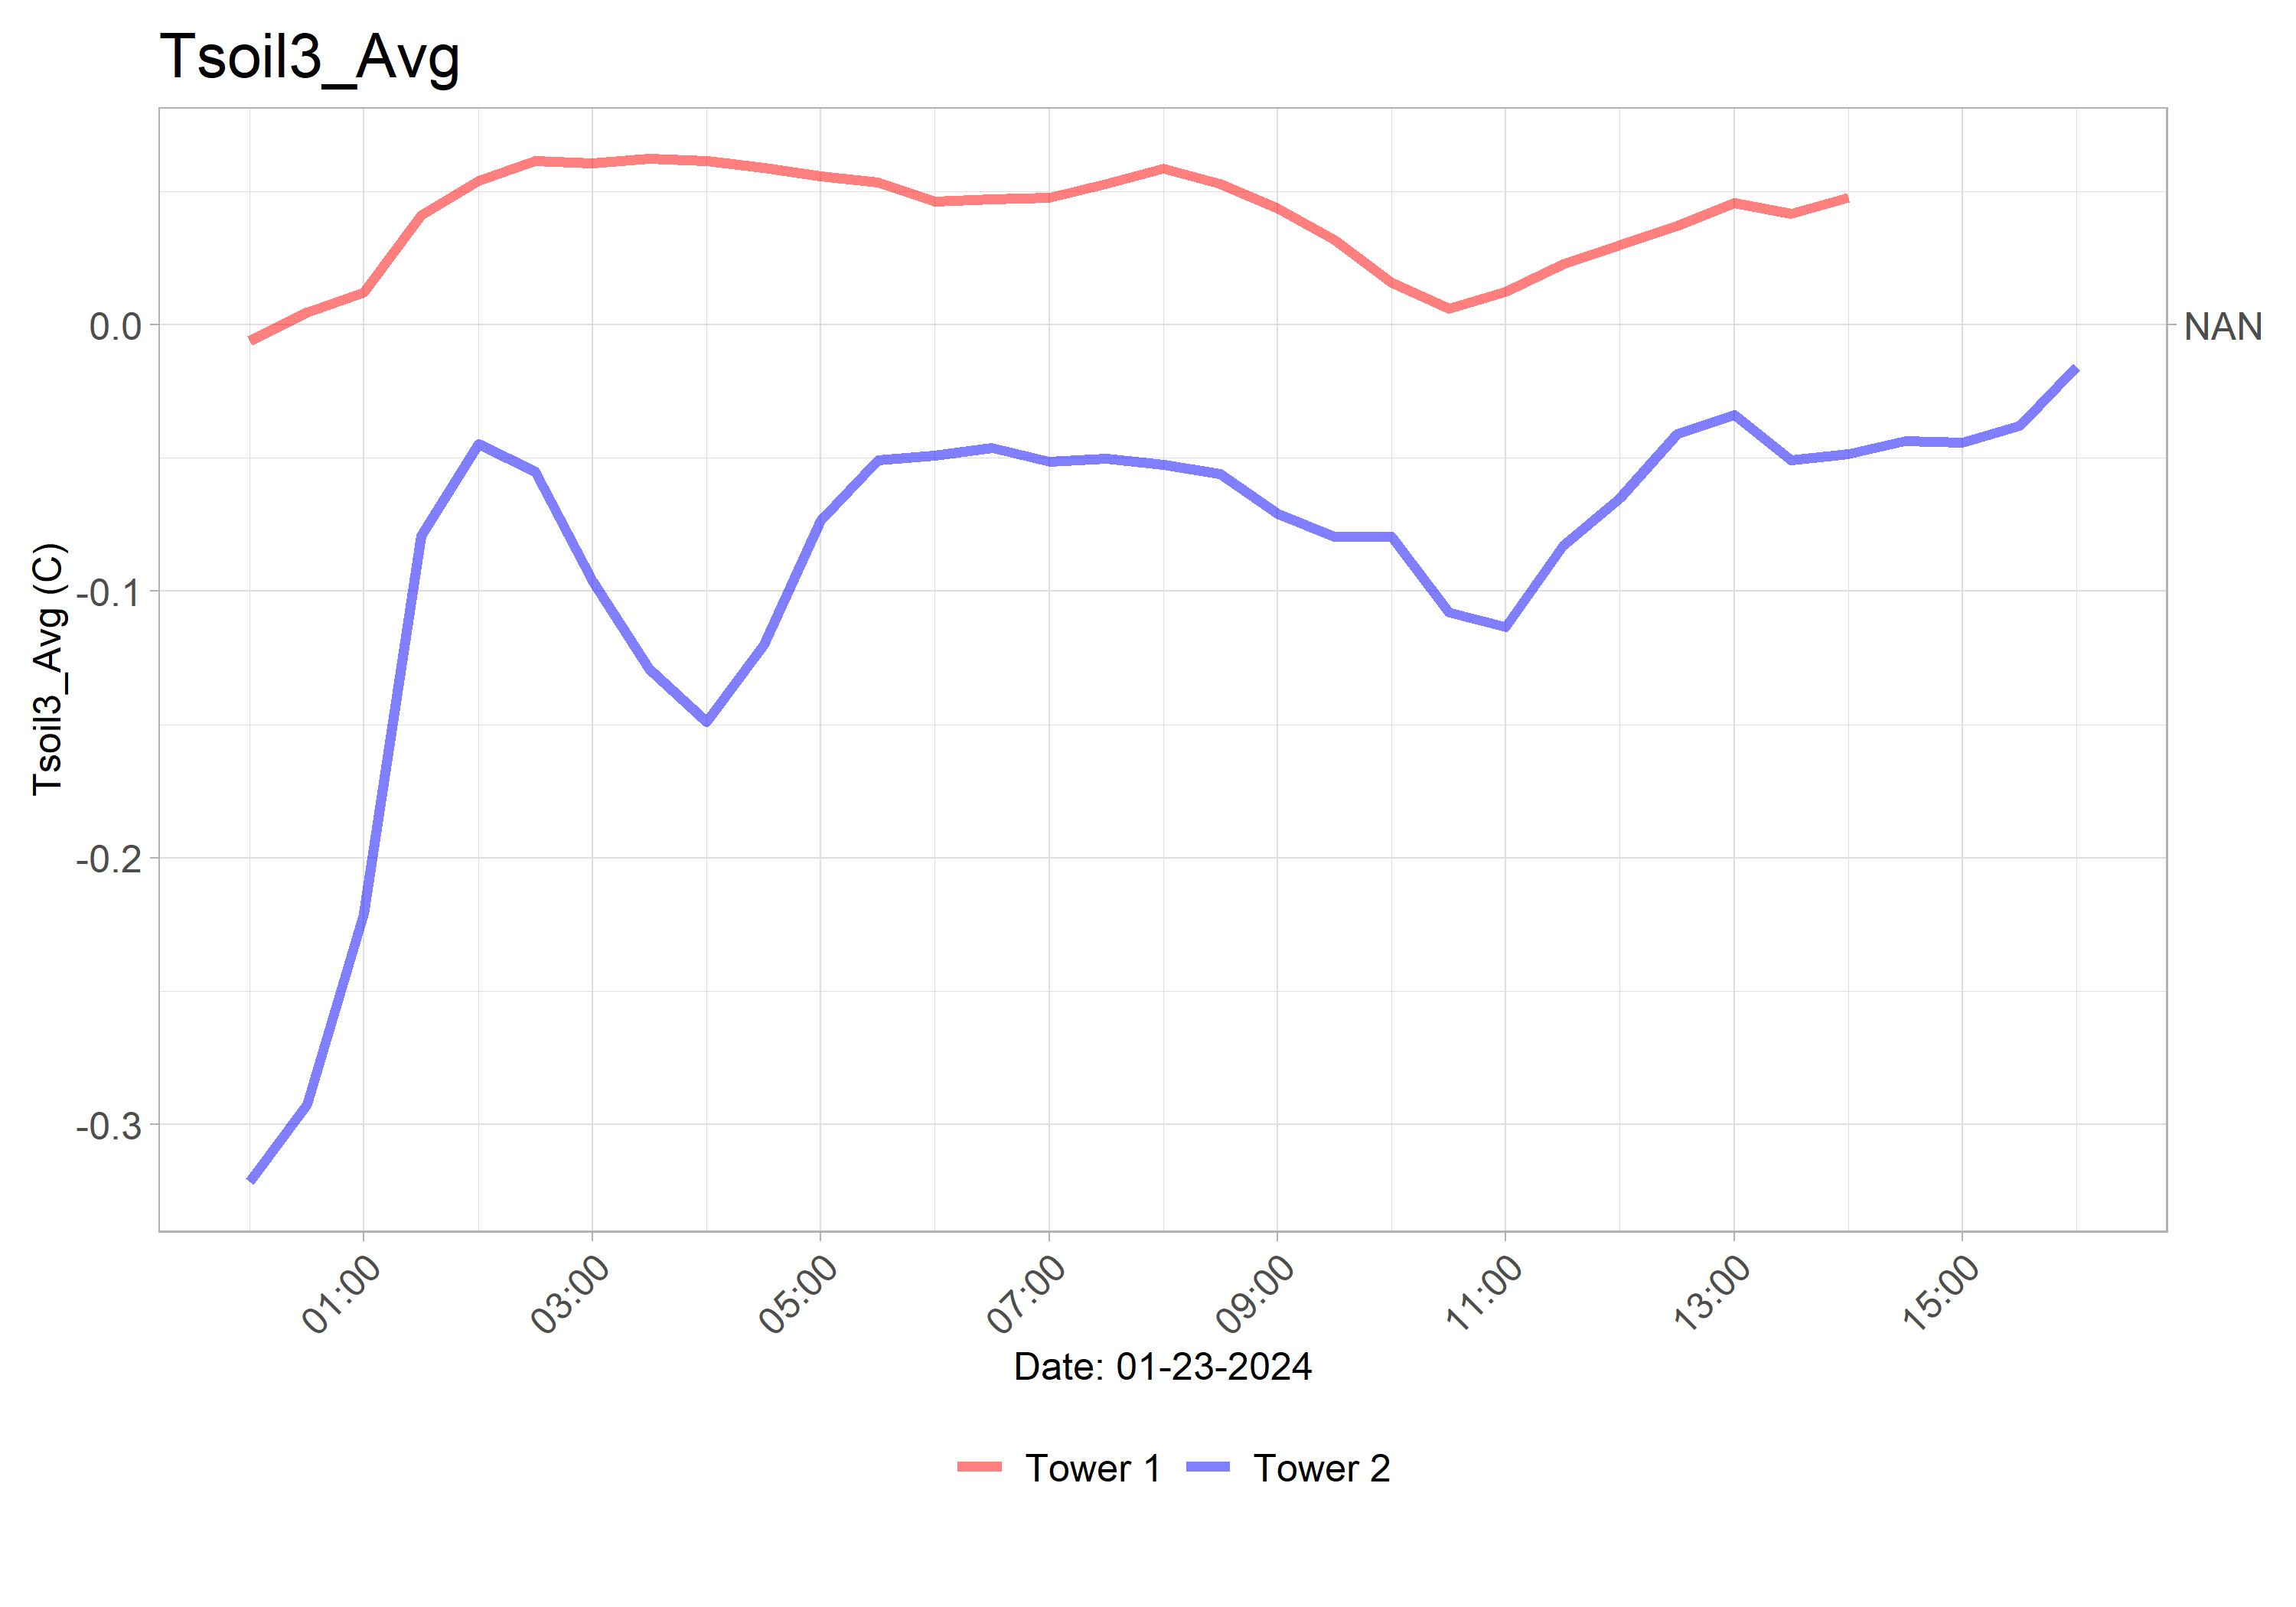 Tsoil3_Avg
Tsoil3_Avg (C)
0.0
-0.1
-0.2
-0.3
NAN
01:00
03:00
05:00
07:00
09:00
11:00
13:00
15:00
Date: 01-23-2024
Tower 1
Tower 2